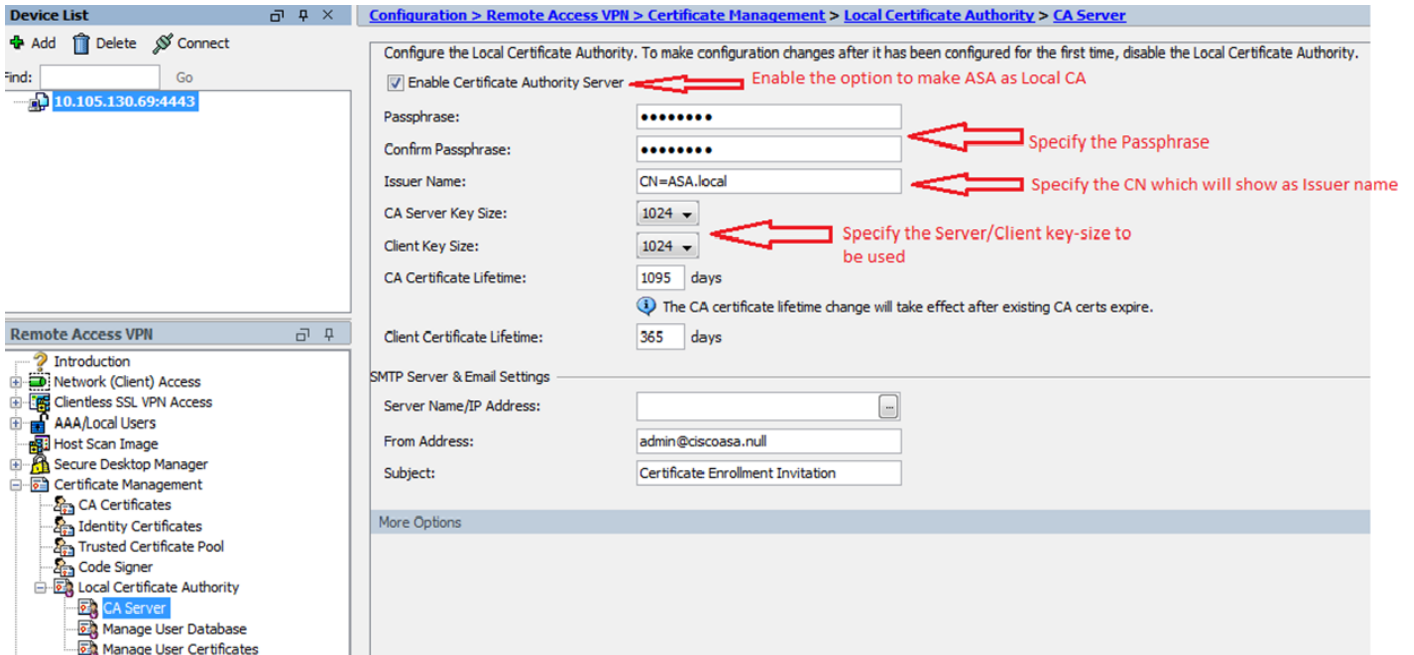 Device List
Add Delete Connect
Find: Go
10.105.130.69:4443
Remote Access VPN
Introduction
Network (Client) Access
Clientless SSL VPN Access
AAA/Local Users
Host Scan Image
Secure Desktop Manager
Certificate Management
CA Certificates
Identity Certificates
Trusted Certificate Pool
Code Signer
Local Certificate Authority
CA Server
Manage User Database
Manage User Certificates
Configuration > Remote Access VPN > Certificate Management > Local Certificate Authority > CA Server
Configure the Local Certificate Authority. To make configuration changes after it has been configured for the first time, disable the Local Certificate Authority.
Enable Certificate Authority Server
Enable the option to make ASA as Local CA
Passphrase: ••••••••
Confirm Passphrase: ••••••••
Specify the Passphrase
Issuer Name: CN=ASA.local
Specify the CN which will show as Issuer name
CA Server Key Size: 1024
Client Key Size: 1024
Specify the Server/Client key-size to
be used
CA Certificate Lifetime: 1095 days
The CA certificate lifetime change will take effect after existing CA certs expire.
Client Certificate Lifetime: 365 days
SMTP Server & Email Settings
Server Name/IP Address: ...
From Address: admin@ciscoasa.null
Subject: Certificate Enrollment Invitation
More Options